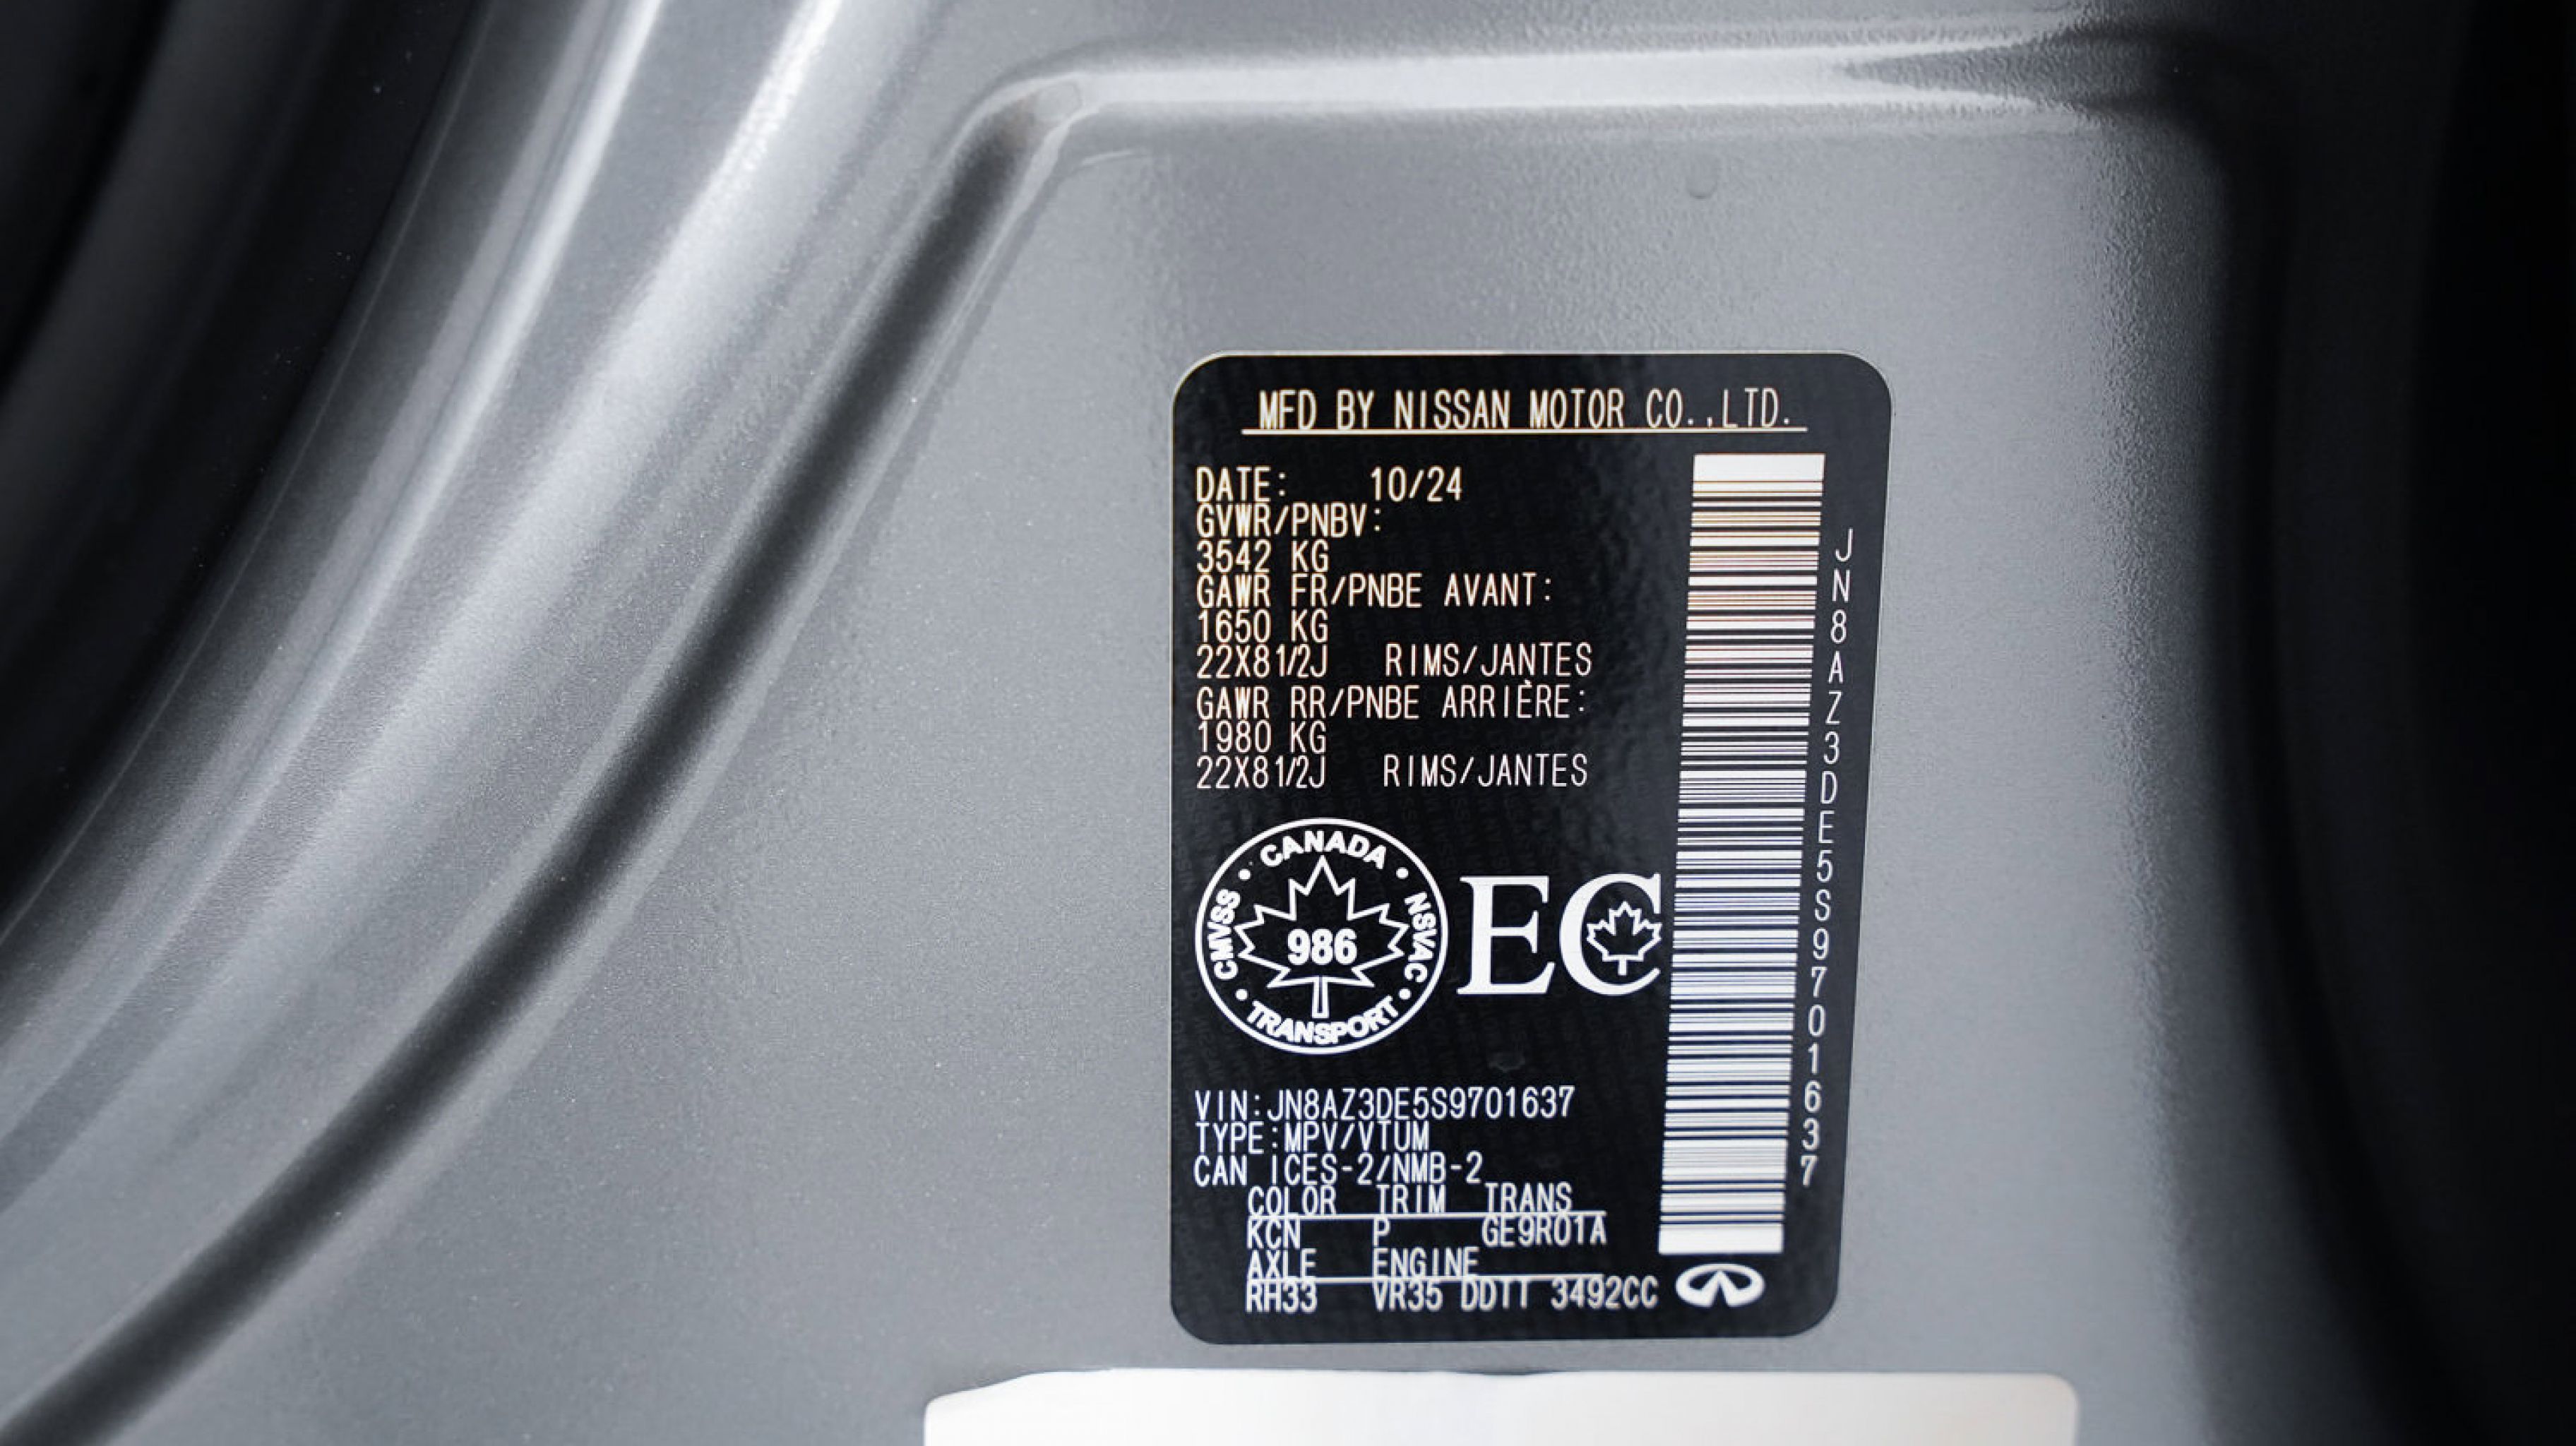 MFD BY NISSAN MOTOR CO.,LTD.
DATE: 10/24
GVWR/PNBV:
3542 KG
GAWR FR/PNBE AVANT:
1650 KG
22X81/2J RIMS/JANTES
GAWR RR/PNBE ARRIÈRE:
1980 KG
22X81/2J RIMS/JANTES
JN8AZ3DE5S9701637
CANADA
CMVSS
NSVAC
986
TRANSPORT
EC
VIN:JN8AZ3DE5S9701637
TYPE:MPV/VTUM
CAN ICES-2/NMB-2
COLOR TRIM TRANS
KCN P GE9R01A
AXLE ENGINE
RH33 VR35 DDTT 3492CC